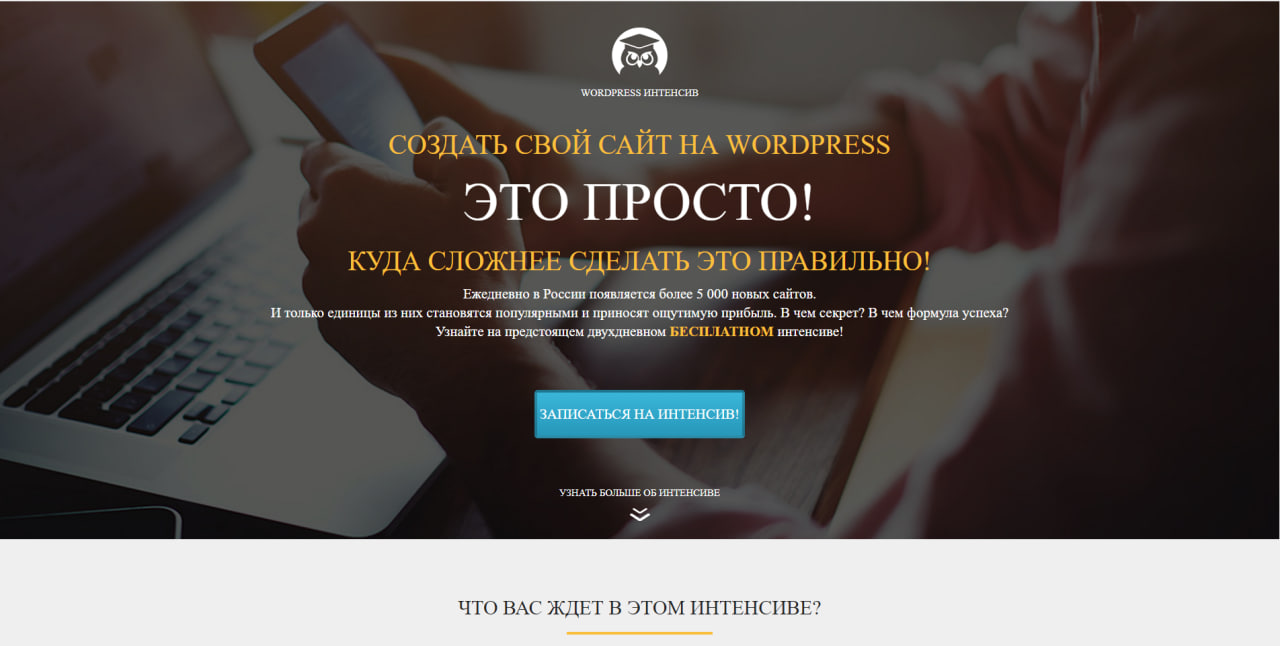 WORDPRESS ИНТЕНСИВ
СОЗДАТЬ СВОЙ САЙТ НА WORDPRESS
ЭТО ПРОСТО!
КУДА СЛОЖНЕЕ СДЕЛАТЬ ЭТО ПРАВИЛЬНО!
Ежедневно в России появляется более 5 000 новых сайтов.
И только единицы из них становятся популярными и приносят ощутимую прибыль. В чем секрет? В чем формула успеха?
Узнайте на предстоящем двухдневном БЕСПЛАТНОМ интенсиве!
ЗАПИСАТЬСЯ НА ИНТЕНСИВ!
УЗНАТЬ БОЛЬШЕ ОБ ИНТЕНСИВЕ
ЧТО ВАС ЖДЕТ В ЭТОМ ИНТЕНСИВЕ?